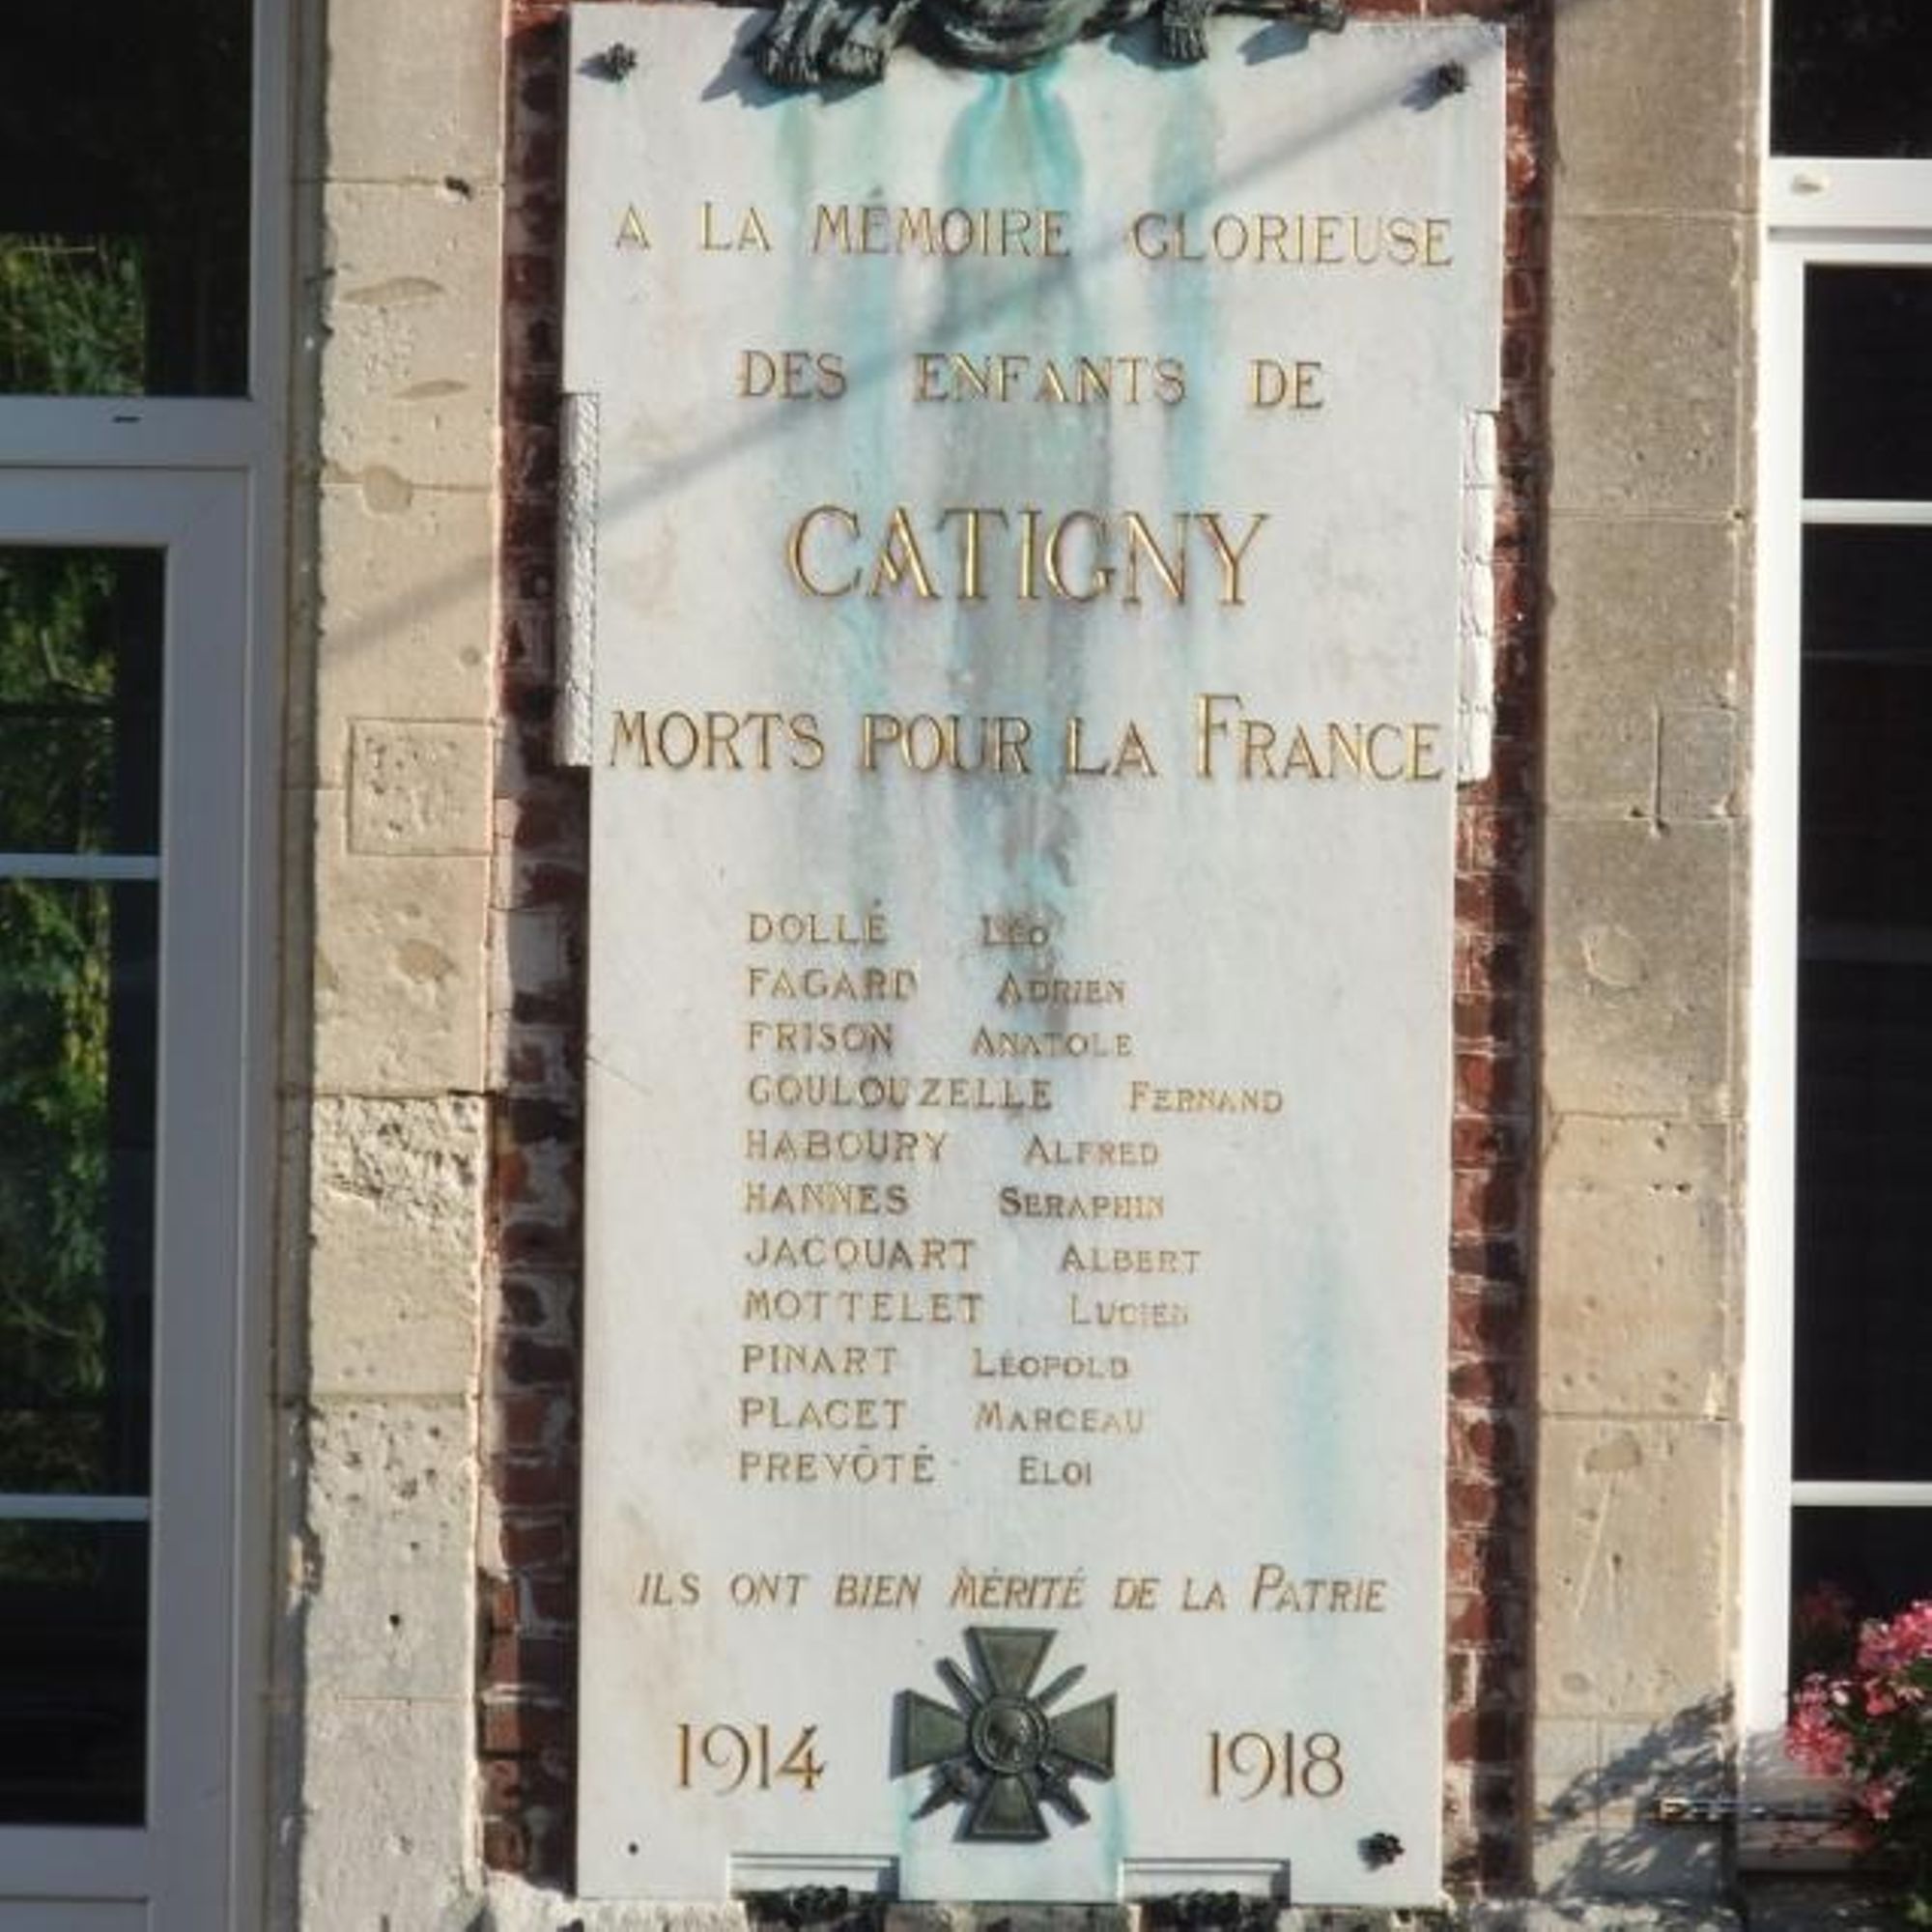 A LA MÉMOIRE GLORIEUSE
DES ENFANTS DE
CATIGNY
MORTS POUR LA FRANCE
DOLLÉ LÉO
FAGARD ADRIEN
FRISON ANATOLE
GOULOUZELLE FERNAND
HABOURY ALFRED
HANNES SERAPHIN
JACQUART ALBERT
MOTTELET LUCIEN
PINART LÉOPOLD
PLACET MARCEAU
PREVÔTÉ ELOI
ILS ONT BIEN MÉRITÉ DE LA PATRIE
1914 1918